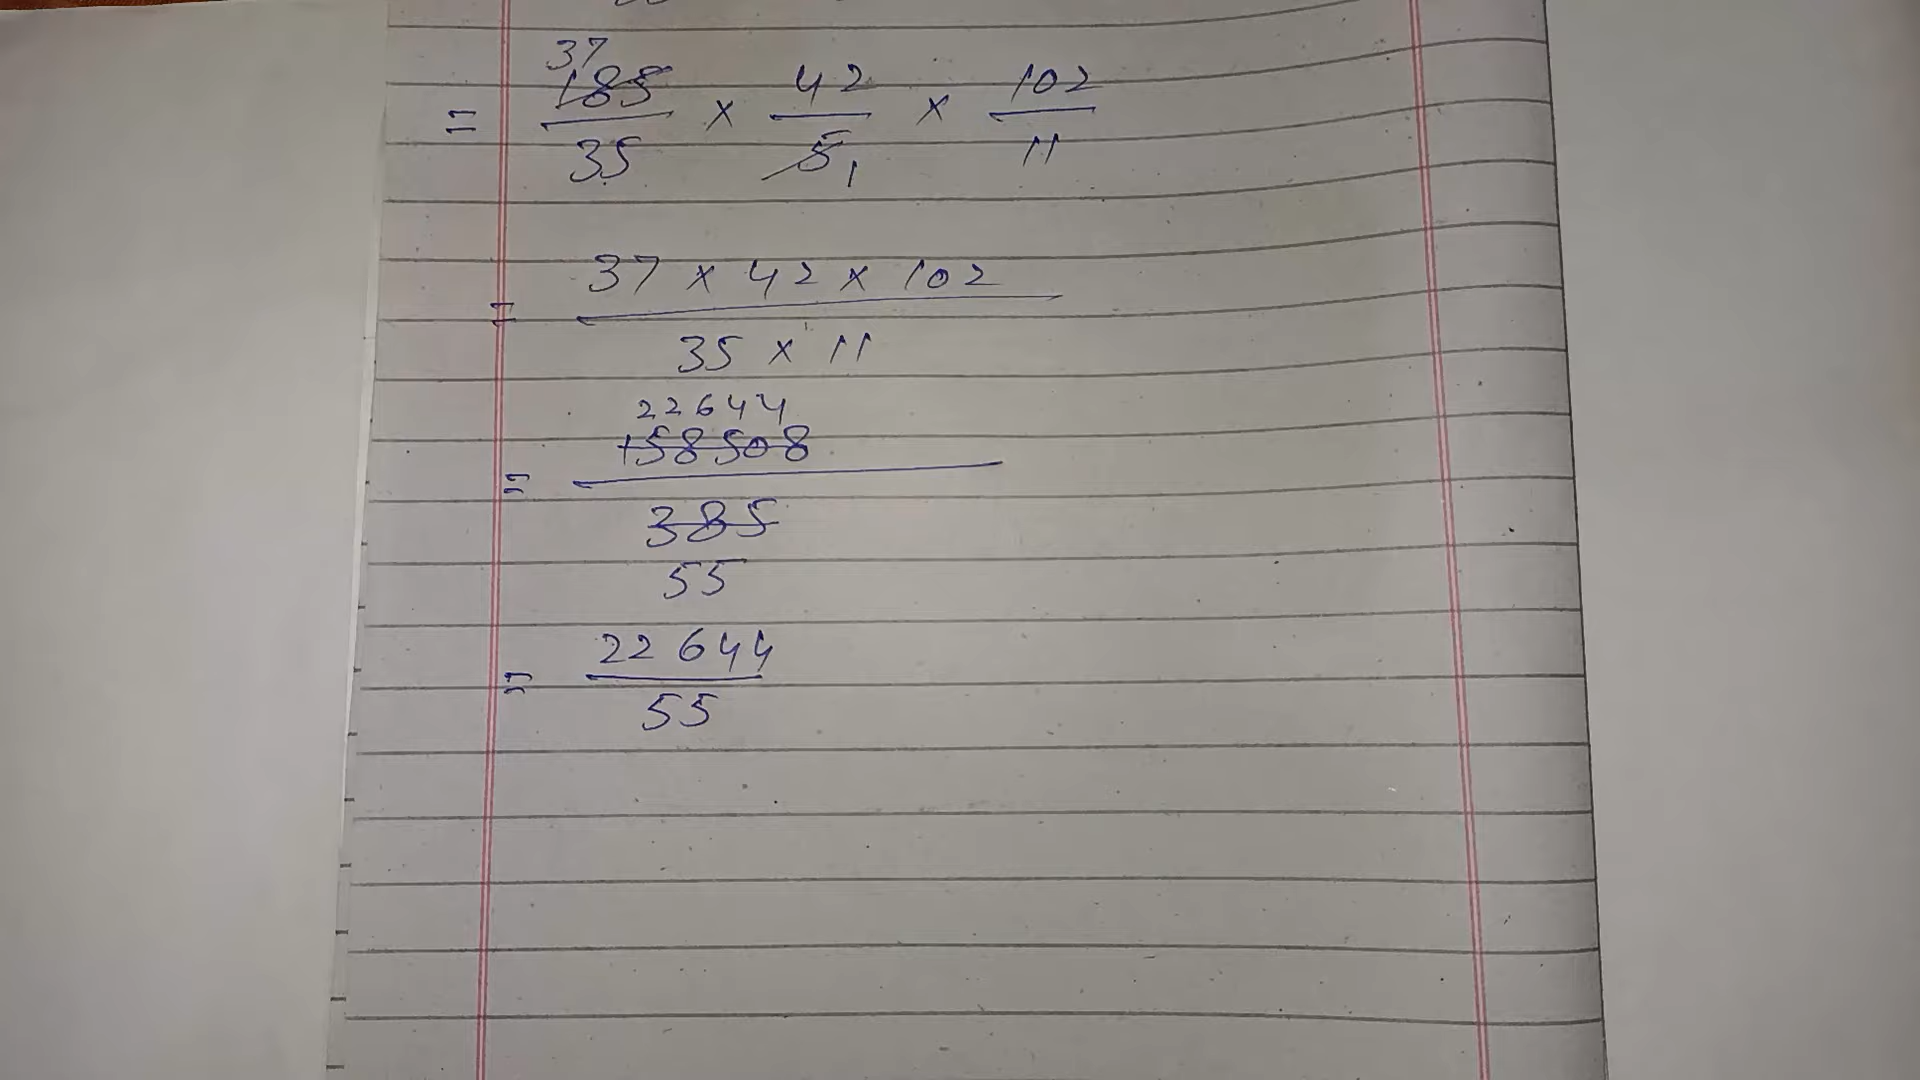 = 37
185/35 × 42/5 1 × 102/11
= 37 × 42 × 102
35 × 11
22644
= 158508
385
55
= 22644
55